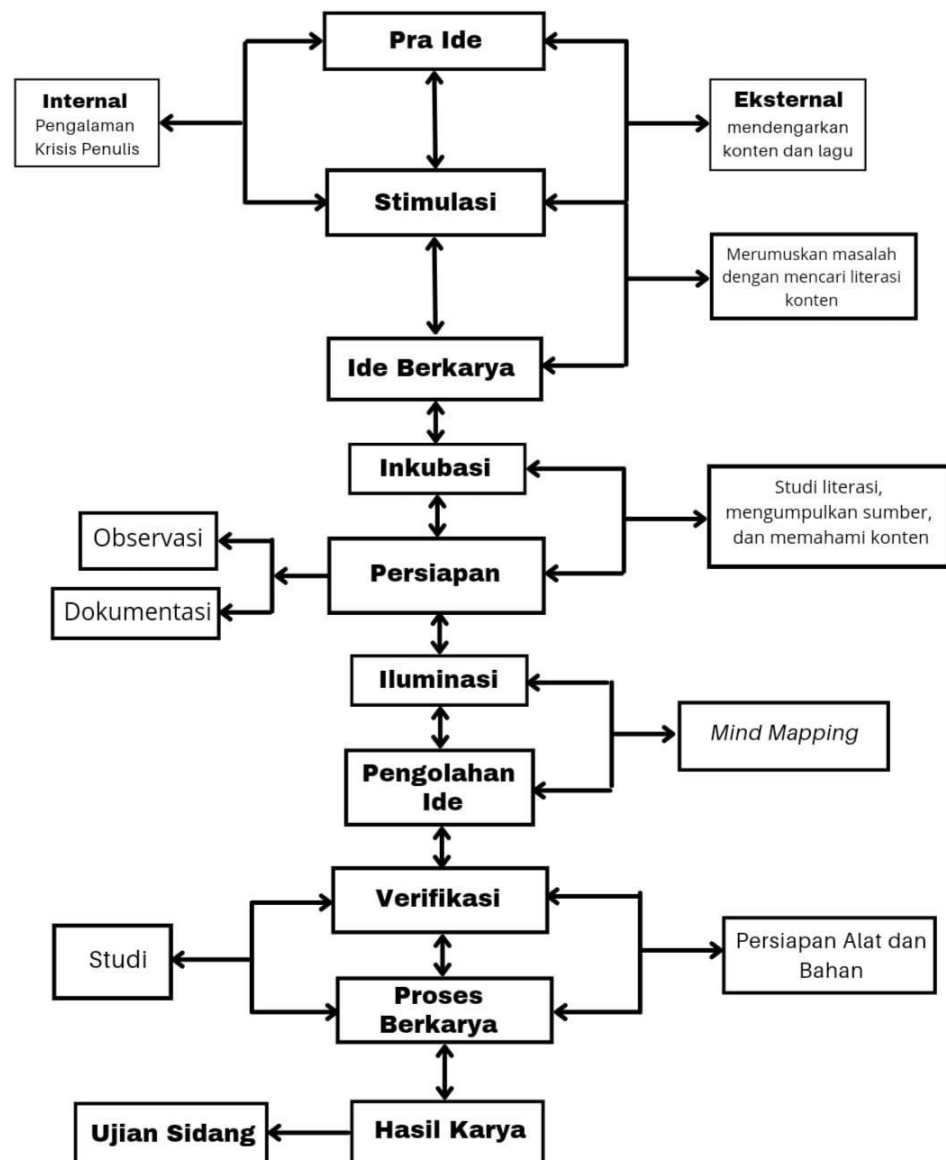 Pra Ide
Internal
Pengalaman
Krisis Penulis
Eksternal
mendengarkan
konten dan lagu
Stimulasi
Merumuskan masalah
dengan mencari literasi
konten
Ide Berkarya
Inkubasi
Studi literasi,
mengumpulkan sumber,
dan memahami konten
Observasi
Persiapan
Dokumentasi
Iluminasi
Mind Mapping
Pengolahan
Ide
Verifikasi
Studi
Persiapan Alat dan
Bahan
Proses
Berkarya
Ujian Sidang
Hasil Karya